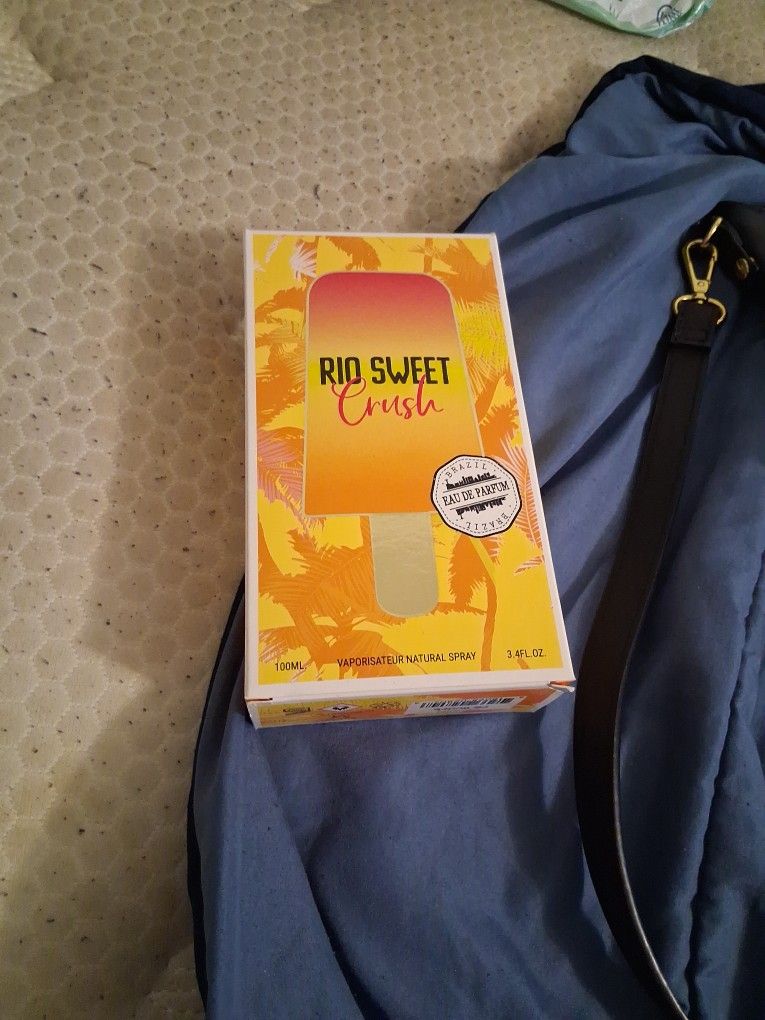 RIO SWEET
Crush
BRAZIL
EAU DE PARFUM
BRAZIL
100ML.
VAPORISATEUR NATURAL SPRAY
3.4FL.OZ.